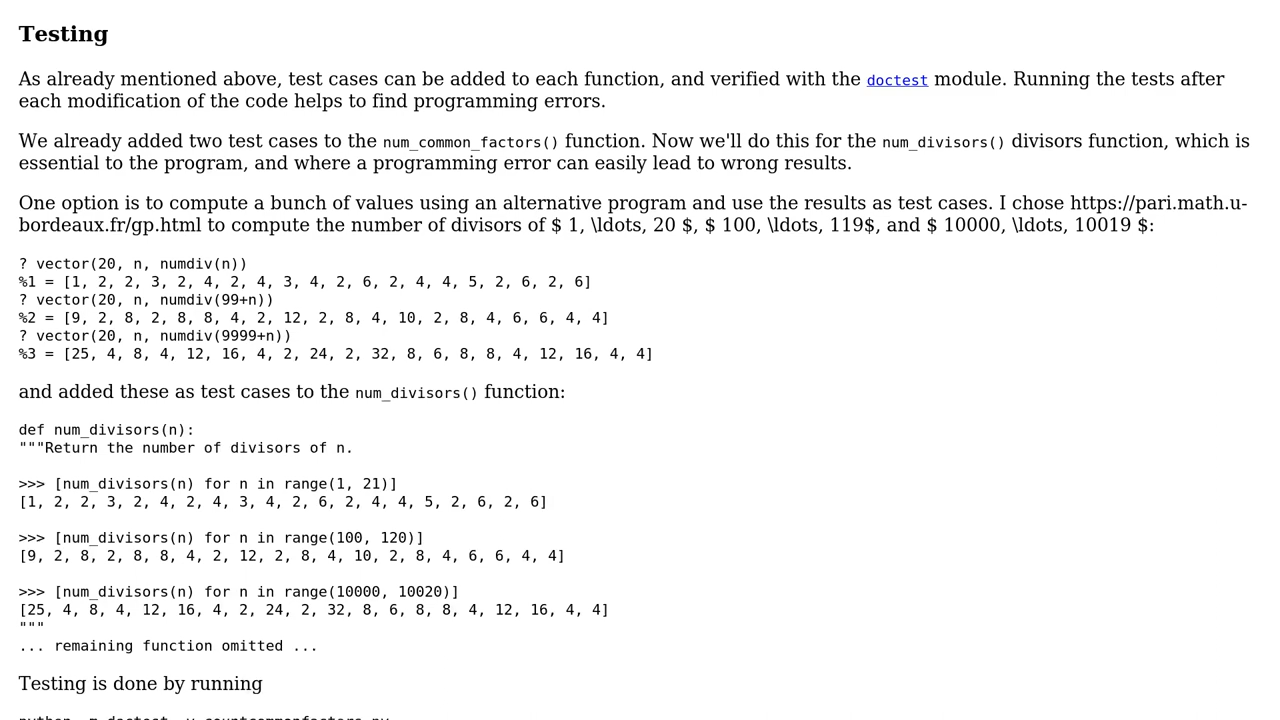 Testing
As already mentioned above, test cases can be added to each function, and verified with the doctest module. Running the tests after
each modification of the code helps to find programming errors.
We already added two test cases to the num_common_factors() function. Now we'll do this for the num_divisors() divisors function, which is
essential to the program, and where a programming error can easily lead to wrong results.
One option is to compute a bunch of values using an alternative program and use the results as test cases. I chose https://pari.math.u-
bordeaux.fr/gp.html to compute the number of divisors of $ 1, \ldots, 20 $, $ 100, \ldots, 119$, and $ 10000, \ldots, 10019 $:
? vector(20, n, numdiv(n))
%1 = [1, 2, 2, 3, 2, 4, 2, 4, 3, 4, 2, 6, 2, 4, 4, 5, 2, 6, 2, 6]
? vector(20, n, numdiv(99+n))
%2 = [9, 2, 8, 2, 8, 8, 4, 2, 12, 2, 8, 4, 10, 2, 8, 4, 6, 6, 4, 4]
? vector(20, n, numdiv(9999+n))
%3 = [25, 4, 8, 4, 12, 16, 4, 2, 24, 2, 32, 8, 6, 8, 8, 4, 12, 16, 4, 4]
and added these as test cases to the num_divisors() function:
def num_divisors(n):
"""Return the number of divisors of n.
>>> [num_divisors(n) for n in range(1, 21)]
[1, 2, 2, 3, 2, 4, 2, 4, 3, 4, 2, 6, 2, 4, 4, 5, 2, 6, 2, 6]
>>> [num_divisors(n) for n in range(100, 120)]
[9, 2, 8, 2, 8, 8, 4, 2, 12, 2, 8, 4, 10, 2, 8, 4, 6, 6, 4, 4]
>>> [num_divisors(n) for n in range(10000, 10020)]
[25, 4, 8, 4, 12, 16, 4, 2, 24, 2, 32, 8, 6, 8, 8, 4, 12, 16, 4, 4]
"""
... remaining function omitted ...
Testing is done by running